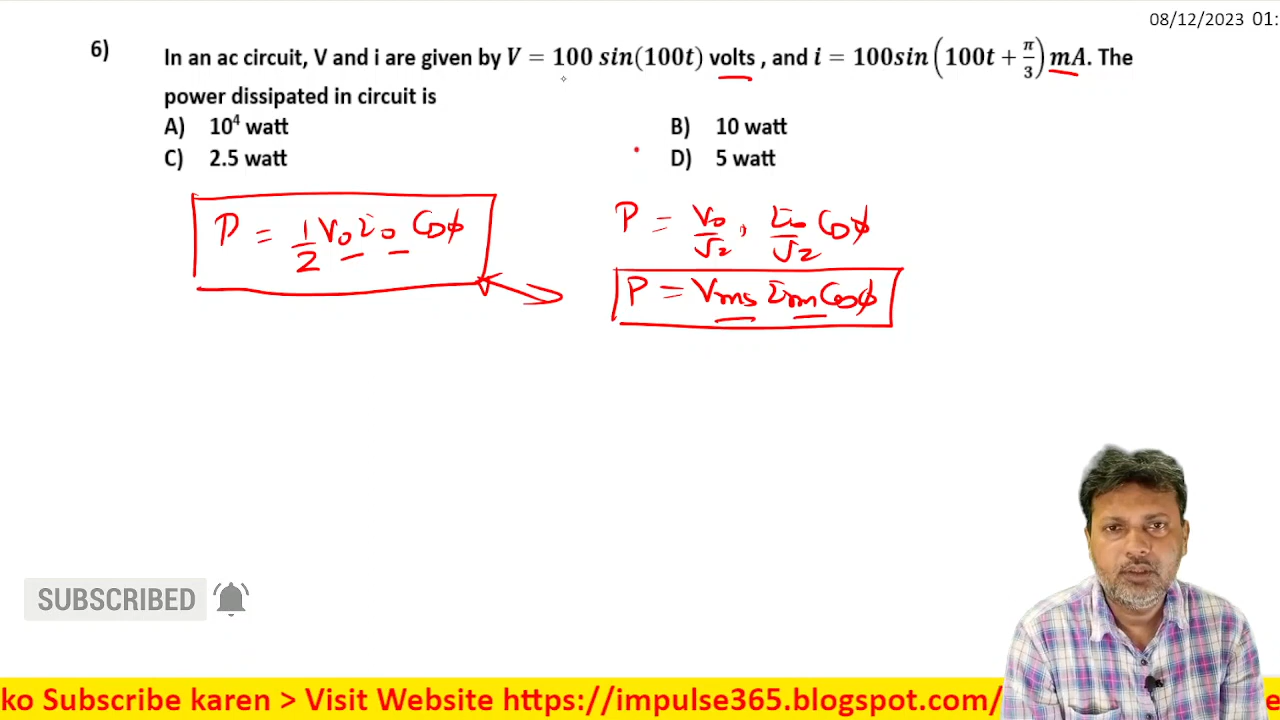 08/12/2023 01:
6) In an ac circuit, V and i are given by V = 100 sin(100t) volts , and i = 100sin(100t + π/3) mA. The
power dissipated in circuit is
A) 10⁴ watt B) 10 watt
C) 2.5 watt D) 5 watt
P = 1/2 V₀ I₀ Cosϕ P = V₀/√2 . I₀/√2 Cosϕ
P = Vrms Irms Cosϕ
SUBSCRIBED
ko Subscribe karen > Visit Website https://impulse365.blogspot.com/